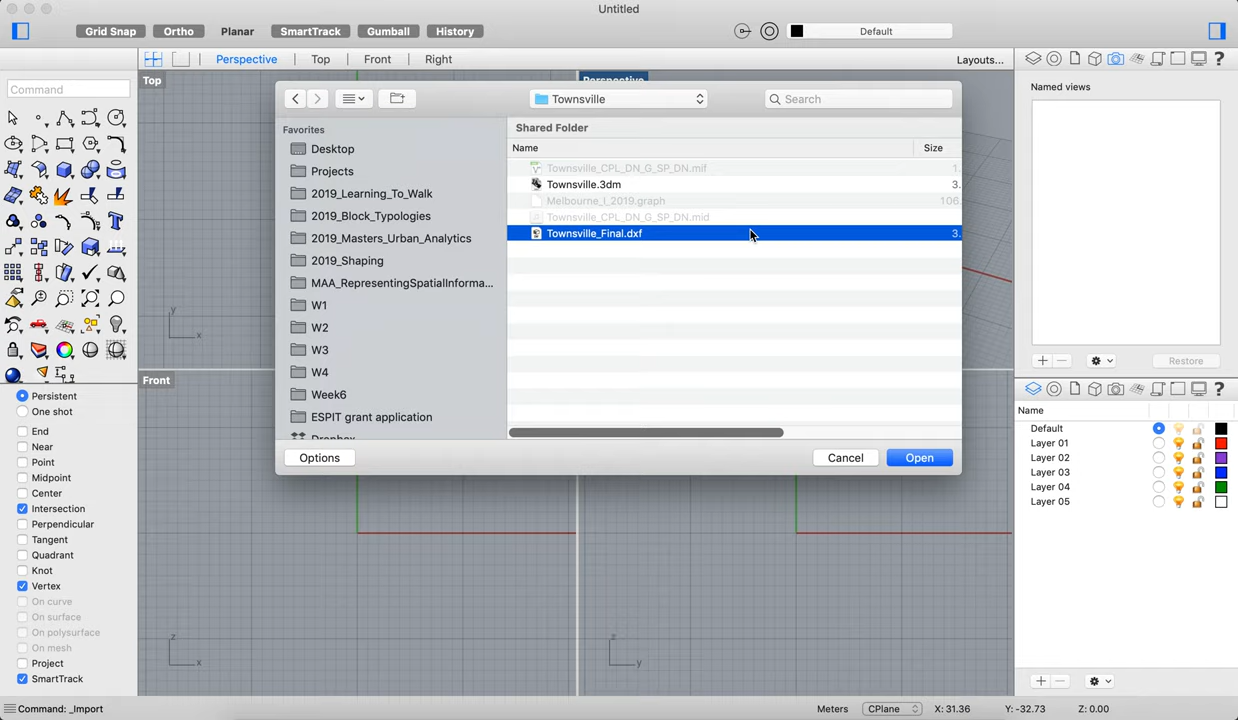 Untitled
Grid Snap Ortho Planar SmartTrack Gumball History Default
Perspective Top Front Right Layouts...
Command
Top
Perspective
Townsville
Search
Favorites
Desktop
Projects
2019_Learning_To_Walk
2019_Block_Typologies
2019_Masters_Urban_Analytics
2019_Shaping
MAA_RepresentingSpatialInforma...
W1
W2
W3
W4
Week6
ESPIT grant application
Dropbox
Shared Folder
Name Size
Townsville_CPL_DN_G_SP_DN.mif 1.
Townsville.3dm 3.
Melbourne_I_2019.graph 106.
Townsville_CPL_DN_G_SP_DN.mid
Townsville_Final.dxf 3.
Options Cancel Open
Named views
Restore
Name
Default
Layer 01
Layer 02
Layer 03
Layer 04
Layer 05
Front
Persistent
One shot
End
Near
Point
Midpoint
Center
Intersection
Perpendicular
Tangent
Quadrant
Knot
Vertex
On curve
On surface
On polysurface
On mesh
Project
SmartTrack
y
x
z
x
z
y
Command: _Import Meters CPlane X: 31.36 Y: -32.73 Z: 0.00